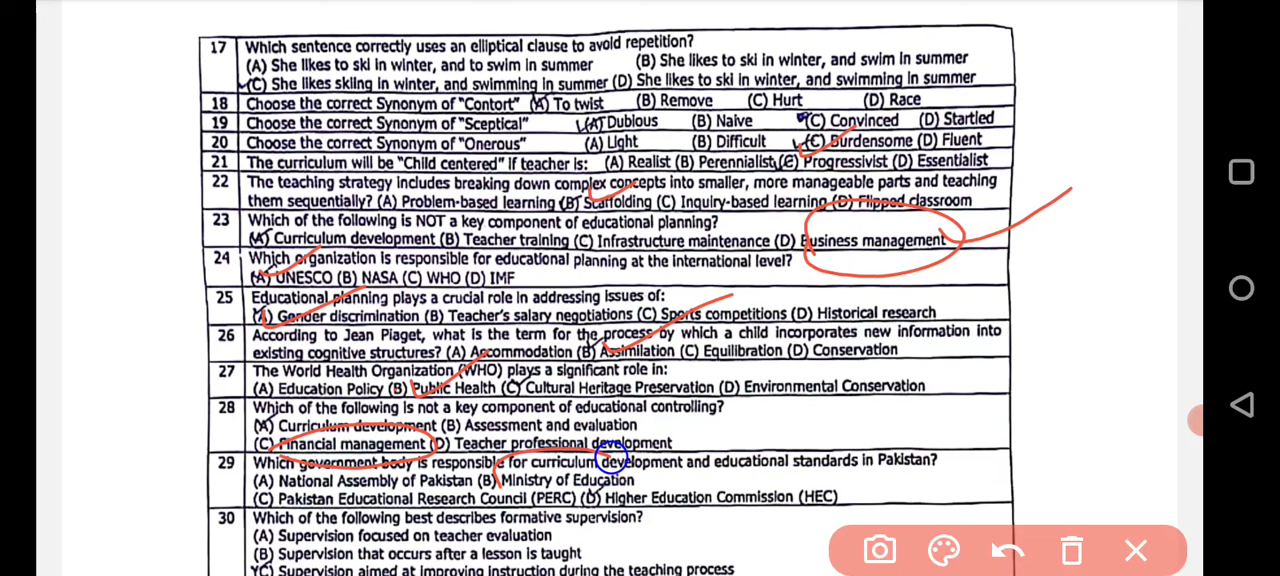 17 Which sentence correctly uses an elliptical clause to avoid repetition?
(A) She likes to ski in winter, and to swim in summer (B) She likes to ski in winter, and swim in summer
(C) She likes skiing in winter, and swimming in summer (D) She likes to ski in winter, and swimming in summer
18 Choose the correct Synonym of "Contort" (A) To twist (B) Remove (C) Hurt (D) Race
19 Choose the correct Synonym of "Sceptical" (A) Dubious (B) Naive (C) Convinced (D) Startled
20 Choose the correct Synonym of "Onerous" (A) Light (B) Difficult (C) Burdensome (D) Fluent
21 The curriculum will be "Child centered" if teacher is: (A) Realist (B) Perennialist (C) Progressivist (D) Essentialist
22 The teaching strategy includes breaking down complex concepts into smaller, more manageable parts and teaching
them sequentially? (A) Problem-based learning (B) Scaffolding (C) Inquiry-based learning (D) Flipped classroom
23 Which of the following is NOT a key component of educational planning?
(A) Curriculum development (B) Teacher training (C) Infrastructure maintenance (D) Business management
24 Which organization is responsible for educational planning at the international level?
(A) UNESCO (B) NASA (C) WHO (D) IMF
25 Educational planning plays a crucial role in addressing issues of:
(A) Gender discrimination (B) Teacher's salary negotiations (C) Sports competitions (D) Historical research
26 According to Jean Piaget, what is the term for the process by which a child incorporates new information into
existing cognitive structures? (A) Accommodation (B) Assimilation (C) Equilibration (D) Conservation
27 The World Health Organization (WHO) plays a significant role in:
(A) Education Policy (B) Public Health (C) Cultural Heritage Preservation (D) Environmental Conservation
28 Which of the following is not a key component of educational controlling?
(A) Curriculum development (B) Assessment and evaluation
(C) Financial management (D) Teacher professional development
29 Which government body is responsible for curriculum development and educational standards in Pakistan?
(A) National Assembly of Pakistan (B) Ministry of Education
(C) Pakistan Educational Research Council (PERC) (D) Higher Education Commission (HEC)
30 Which of the following best describes formative supervision?
(A) Supervision focused on teacher evaluation
(B) Supervision that occurs after a lesson is taught
(C) Supervision aimed at improving instruction during the teaching process